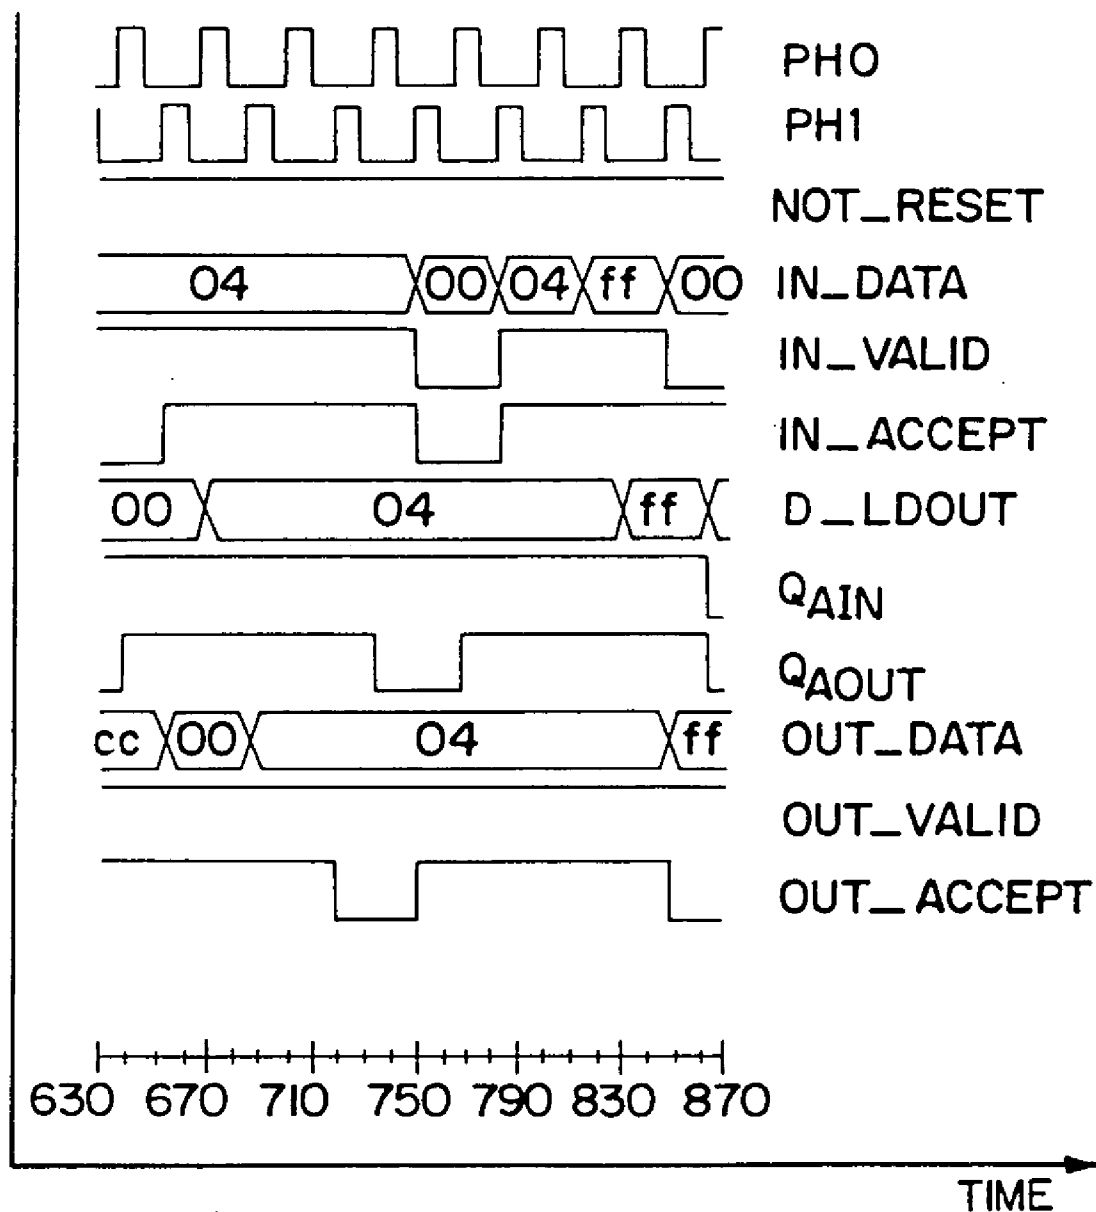 PH0
PH1
NOT_RESET
04 00 04 ff 00 IN_DATA
IN_VALID
IN_ACCEPT
00 04 ff D_LDOUT
QAIN
QAOUT
cc 00 04 ff OUT_DATA
OUT_VALID
OUT_ACCEPT
630 670 710 750 790 830 870
TIME